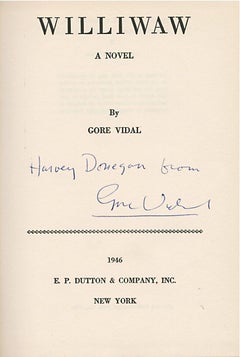 WILLIWAW
A NOVEL
By
GORE VIDAL
Harvey Donegan from
Gore Vidal
1946
E. P. DUTTON & COMPANY, INC.
NEW YORK